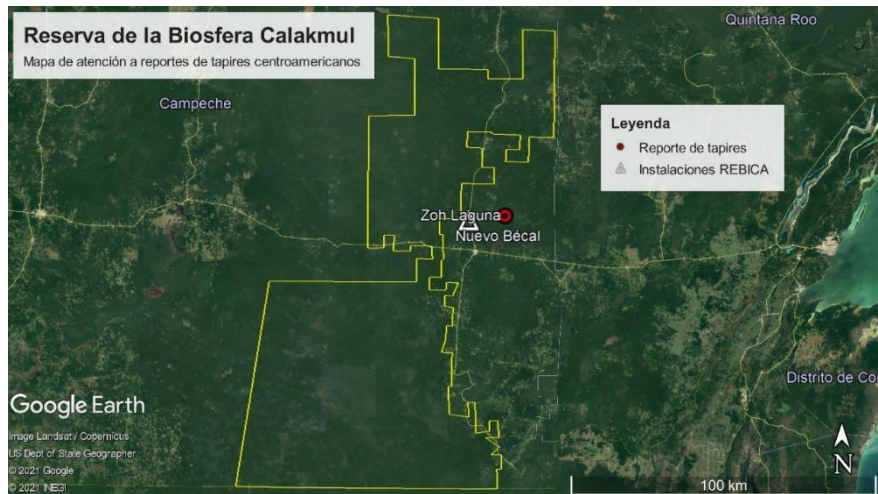 Reserva de la Biosfera Calakmul
Mapa de atención a reportes de tapires centroamericanos
Quintana Roo
Campeche
Leyenda
Reporte de tapires
Instalaciones REBICA
Zoh Laguna
Nuevo Bécal
Distrito de Co
Google Earth
Image Landsat / Copernicus
US Dept of State Geographer
© 2021 Google
© 2021 INEGI
N
100 km